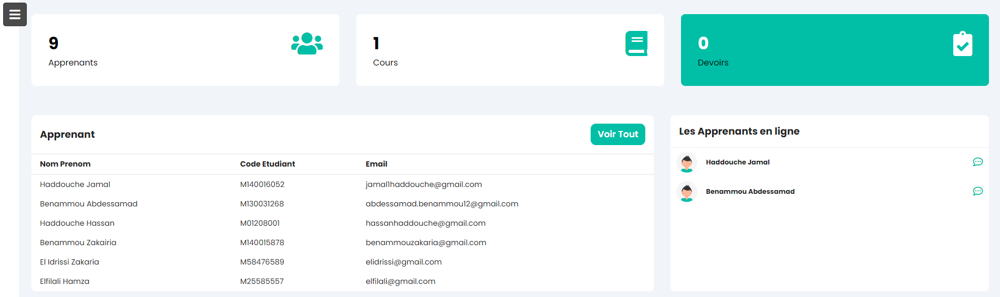 9
Apprenants
1
Cours
0
Devoirs
Apprenant
Voir Tout
Nom Prenom Code Etudiant Email
Haddouche Jamal M140016052 jamal1haddouche@gmail.com
Benammou Abdessamad M130031268 abdessamad.benammou12@gmail.com
Haddouche Hassan M01208001 hassanhaddouche@gmail.com
Benammou Zakairia M140015878 benammouzakaria@gmail.com
El Idrissi Zakaria M58476589 elidrissi@gmail.com
Elfilali Hamza M25585557 elfilali@gmail.com
Les Apprenants en ligne
Haddouche Jamal
Benammou Abdessamad